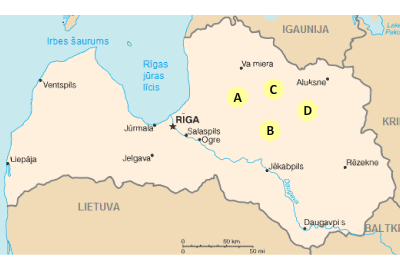 IGAUNIJA
Irbes šaurums
Rīgas
jūras
līcis
Va miera
Alūksne
Ventspils
C
A
D
B
RĪGA
Jūrmala
Salaspils
Ogre
Jelgava
Liepāja
Jēkabpils
Rēzekne
Daugava
LIETUVA
Daugavpi s
BALTK
KRI
0 50 km
0 50 mi